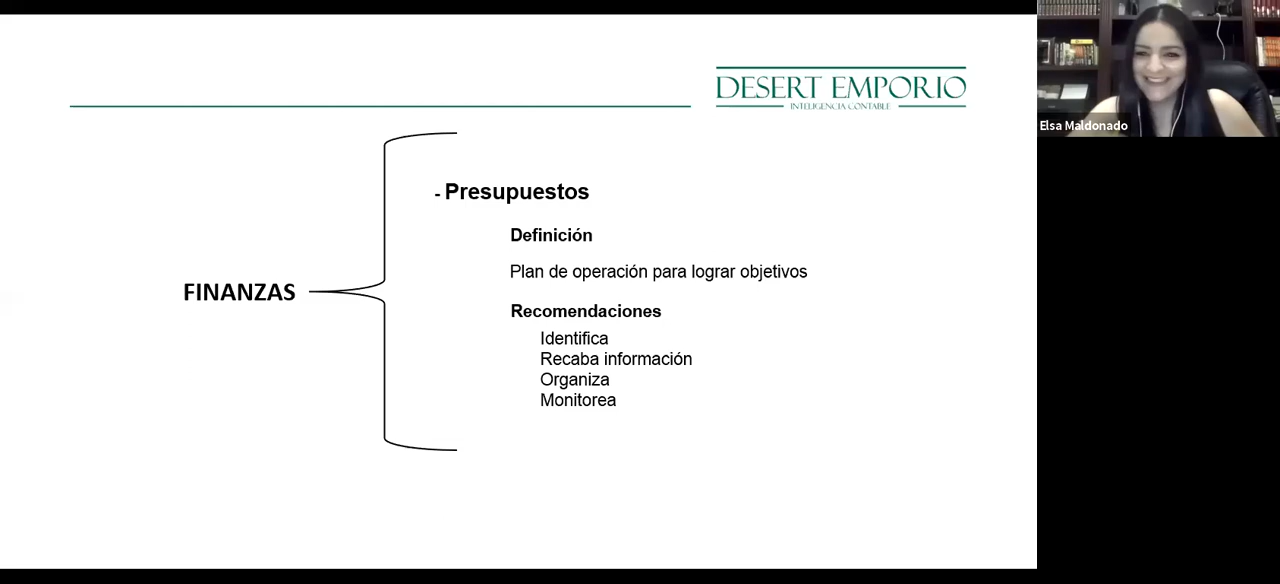 DESERT EMPORIO
INTELIGENCIA CONTABLE
Elsa Maldonado
- Presupuestos
Definición
Plan de operación para lograr objetivos
FINANZAS
Recomendaciones
Identifica
Recaba información
Organiza
Monitorea